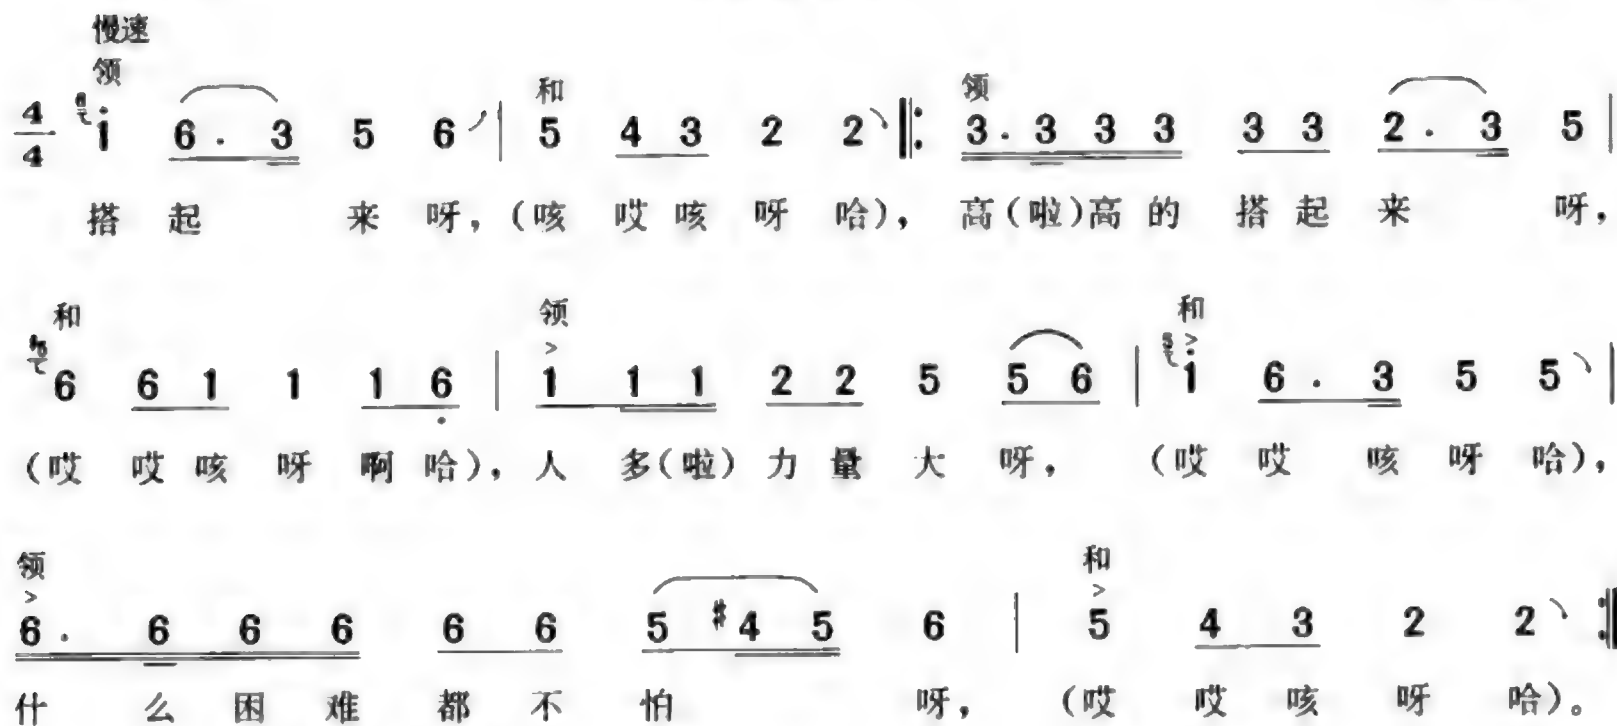 慢速
领 和 领
4/4 i 6 . 3 5 6 | 5 4 3 2 2 ‖: 3 . 3 3 3 3 3 2 . 3 5 |
搭 起 来 呀, (咳 哎 咳 呀 哈), 高(啦)高 的 搭 起 来 呀,
和 领 和
6 6 1 1 1 6 | 1 1 1 2 2 5 5 6 | i 6 . 3 5 5 |
(哎 哎 咳 呀 啊 哈), 人 多(啦) 力 量 大 呀, (哎 哎 咳 呀 哈),
领 和
6 . 6 6 6 6 6 5 #4 5 6 | 5 4 3 2 2 :‖
什 么 困 难 都 不 怕 呀, (哎 哎 咳 呀 哈)。